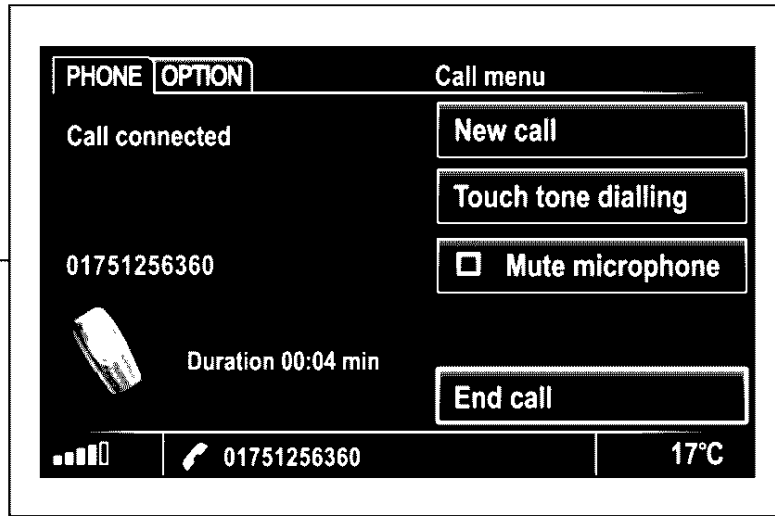 PHONE OPTION Call menu
Call connected
New call
Touch tone dialling
01751256360
Mute microphone
Duration 00:04 min
End call
01751256360 17°C